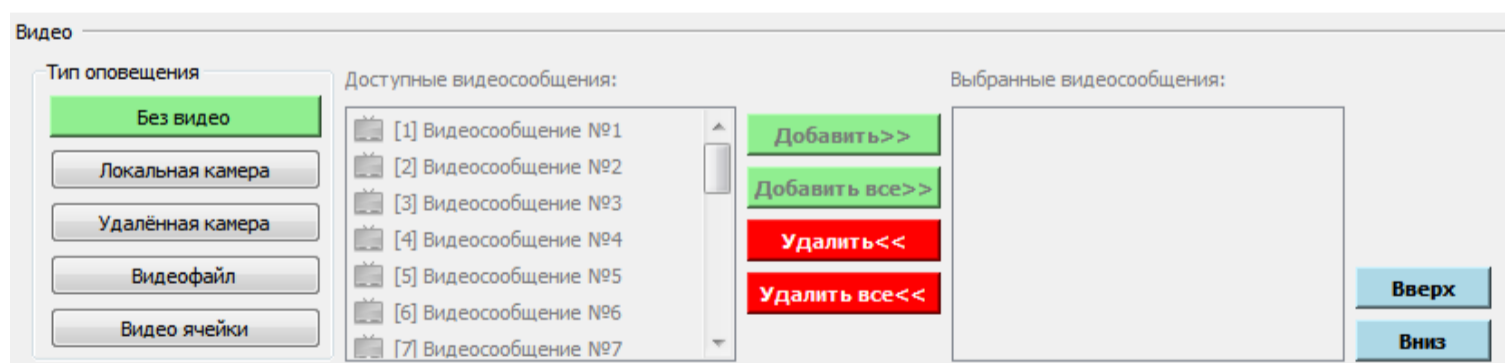 Видео
Тип оповещения
Без видео
Локальная камера
Удалённая камера
Видеофайл
Видео ячейки
Доступные видеосообщения:
[1] Видеосообщение №1
[2] Видеосообщение №2
[3] Видеосообщение №3
[4] Видеосообщение №4
[5] Видеосообщение №5
[6] Видеосообщение №6
[7] Видеосообщение №7
Добавить>>
Добавить все>>
Удалить<<
Удалить все<<
Выбранные видеосообщения:
Вверх
Вниз